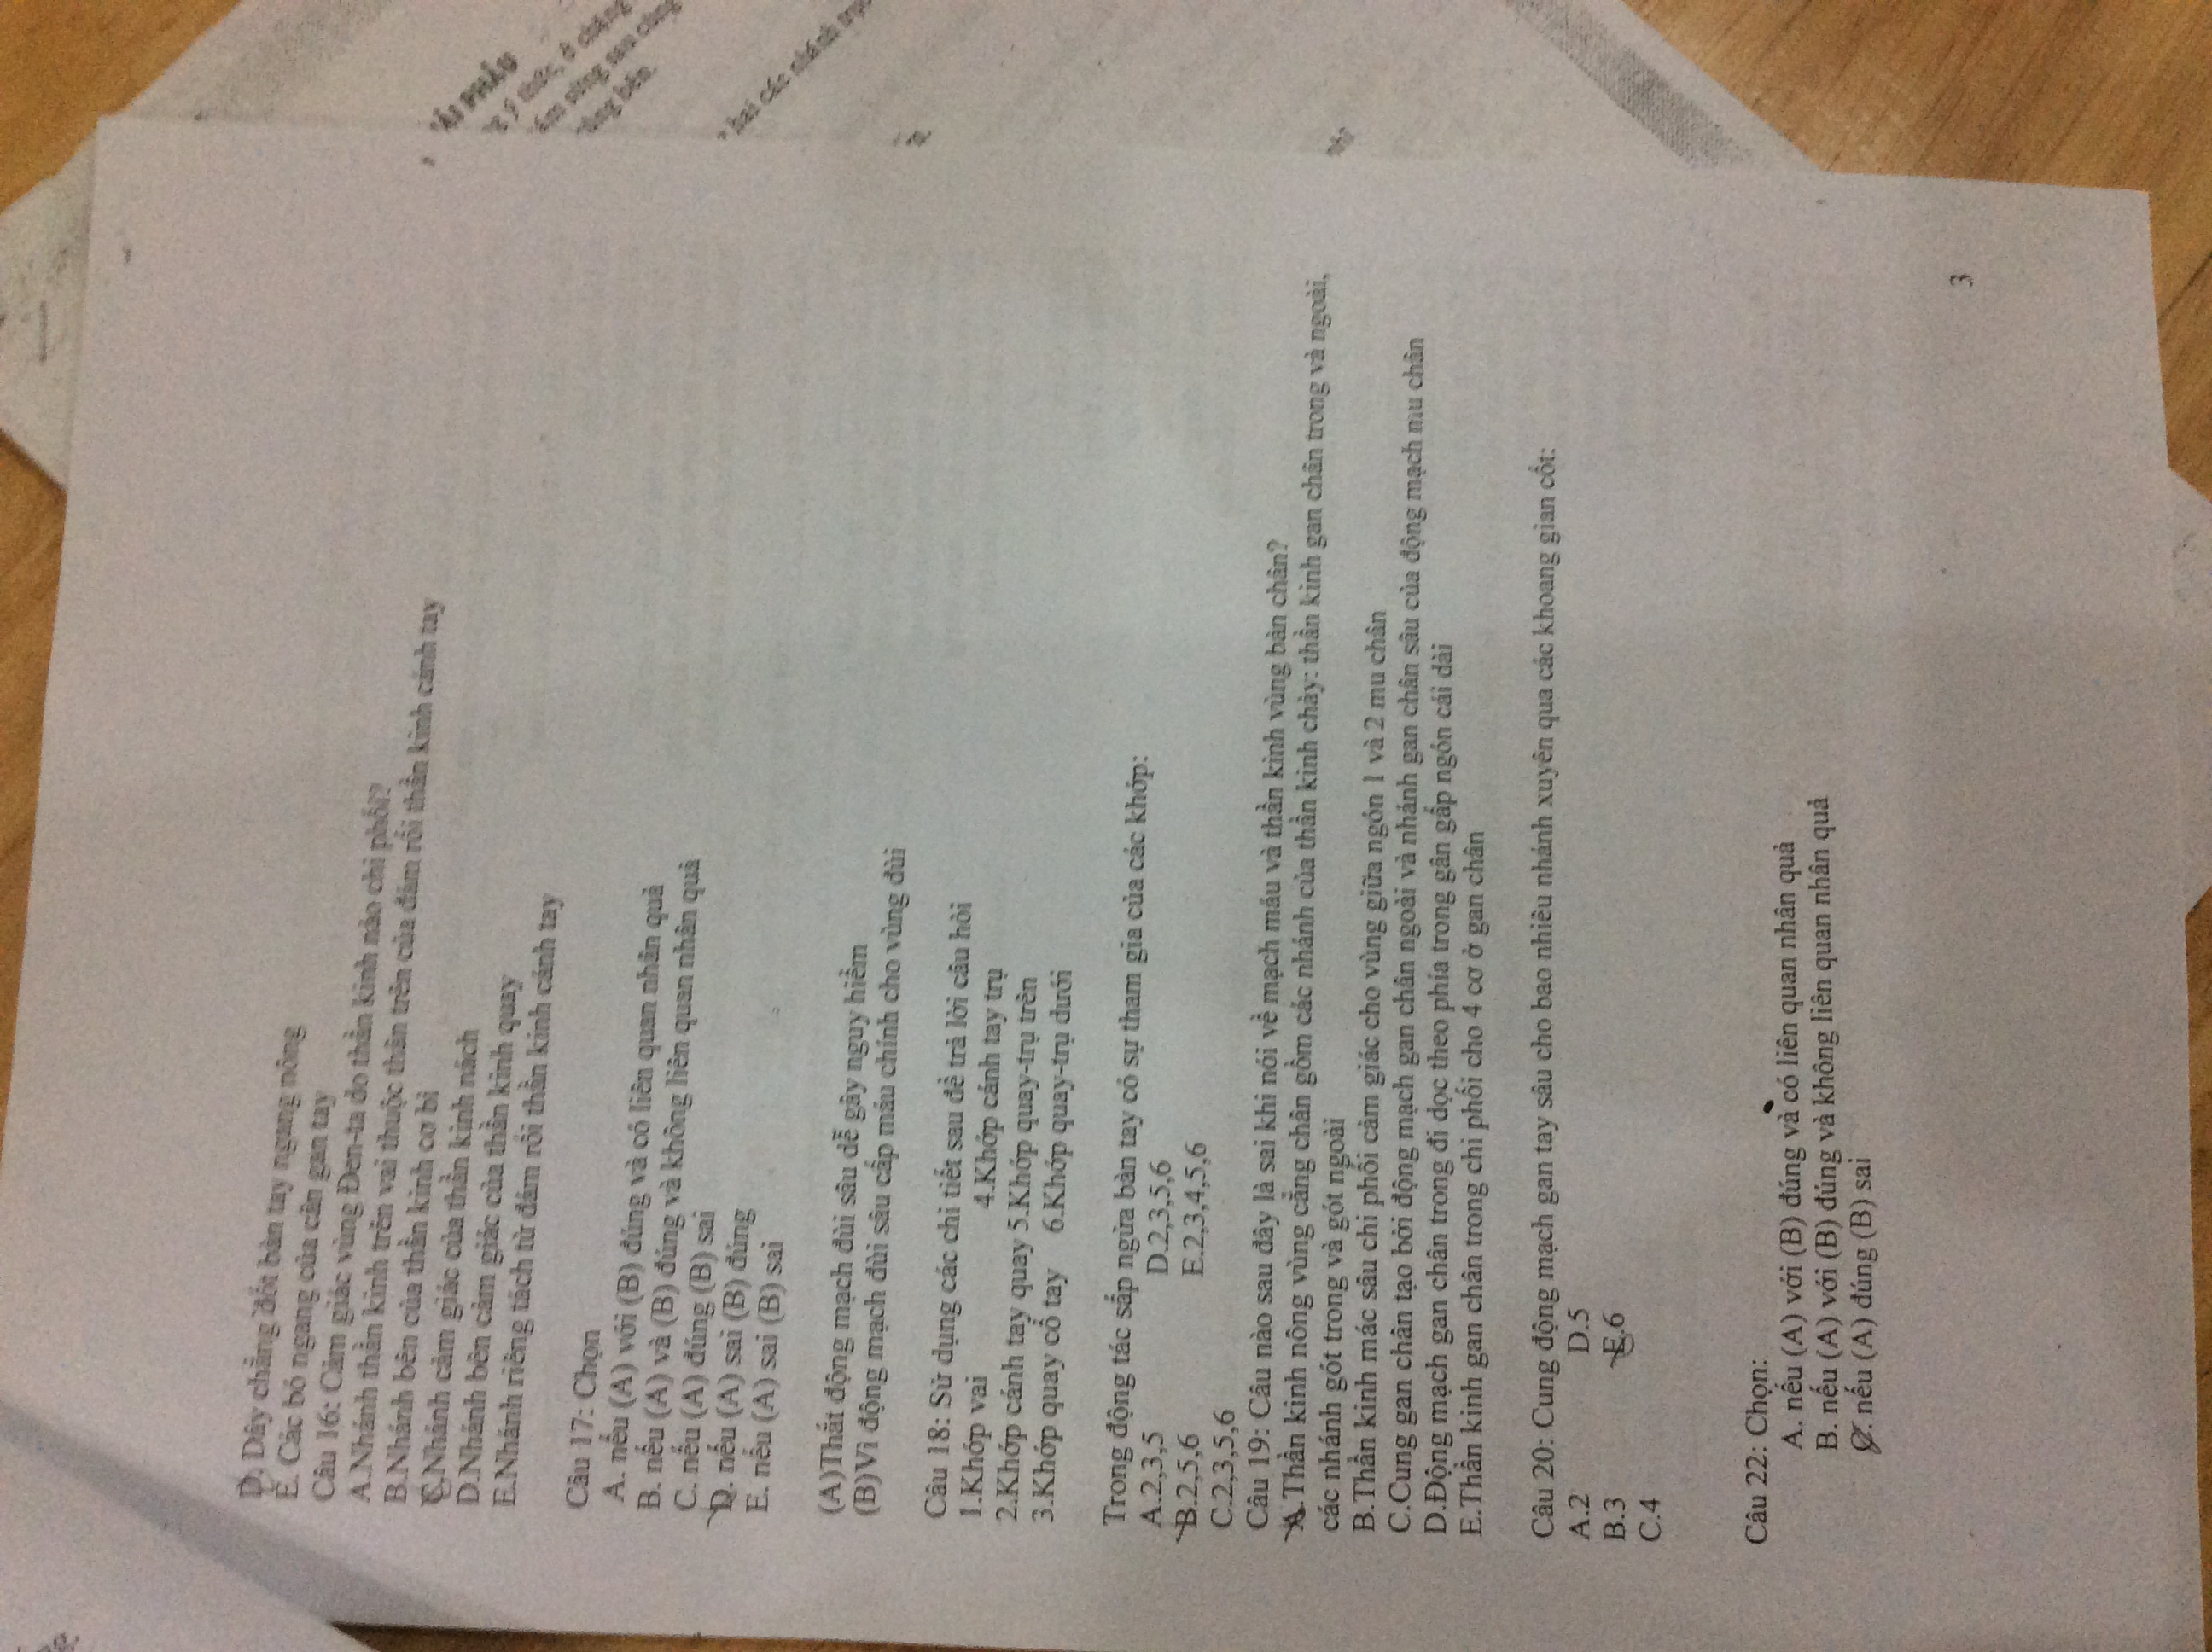 D. Dây chằng đốt bàn tay ngang nông
E. Các bó ngang của cân gan tay
Câu 16: Cảm giác vùng Đen-ta do thần kinh nào chi phối?
A.Nhánh thần kinh trên vai thuộc thân trên của đám rối thần kinh cánh tay
B.Nhánh bên của thần kinh cơ bì
C.Nhánh cảm giác của thần kinh nách
D.Nhánh bên cảm giác của thần kinh quay
E.Nhánh riêng tách từ đám rối thần kinh cánh tay
Câu 17: Chọn
A. nếu (A) với (B) đúng và có liên quan nhân quả
B. nếu (A) và (B) đúng và không liên quan nhân quả
C. nếu (A) đúng (B) sai
D. nếu (A) sai (B) đúng
E. nếu (A) sai (B) sai
(A)Thắt động mạch đùi sâu dễ gây nguy hiểm
(B)Vì động mạch đùi sâu cấp máu chính cho vùng đùi
Câu 18: Sử dụng các chi tiết sau để trả lời câu hỏi
1.Khớp vai 4.Khớp cánh tay trụ
2.Khớp cánh tay quay 5.Khớp quay-trụ trên
3.Khớp quay cổ tay 6.Khớp quay-trụ dưới
Trong động tác sấp ngửa bàn tay có sự tham gia của các khớp:
A.2,3,5 D.2,3,5,6
B.2,5,6 E.2,3,4,5,6
C.2,3,5,6
Câu 19: Câu nào sau đây là sai khi nói về mạch máu và thần kinh vùng bàn chân?
A.Thần kinh nông vùng cẳng chân gồm các nhánh của thần kinh chày: thần kinh gan chân trong và ngoài,
các nhánh gót trong và gót ngoài
B.Thần kinh mác sâu chi phối cảm giác cho vùng giữa ngón 1 và 2 mu chân
C.Cung gan chân tạo bởi động mạch gan chân ngoài và nhánh gan chân sâu của động mạch mu chân
D.Động mạch gan chân trong đi dọc theo phía trong gân gấp ngón cái dài
E.Thần kinh gan chân trong chi phối cho 4 cơ ở gan chân
Câu 20: Cung động mạch gan tay sâu cho bao nhiêu nhánh xuyên qua các khoang gian cốt:
A.2 D.5
B.3 E.6
C.4
Câu 22: Chọn:
A. nếu (A) với (B) đúng và có liên quan nhân quả
B. nếu (A) với (B) đúng và không liên quan nhân quả
C. nếu (A) đúng (B) sai
3